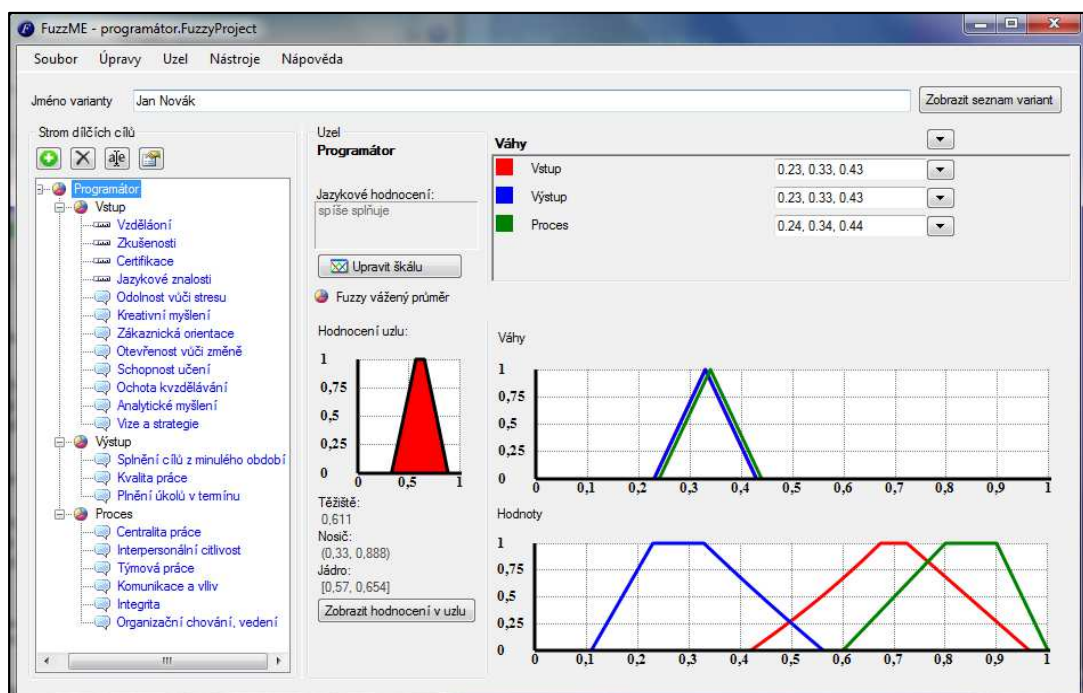 FuzzME - programátor.FuzzyProject
Soubor Úpravy Uzel Nástroje Nápověda
Jméno varianty Jan Novák Zobrazit seznam variant
Strom dílčích cílů
Programátor
Vstup
Vzděláoní
Zkušenosti
Certifikace
Jazykové znalosti
Odolnost vůči stresu
Kreativní myšlení
Zákaznická orientace
Otevřenost vůči změně
Schopnost učení
Ochota kvzdělávání
Analytické myšlení
Vize a strategie
Výstup
Splnění cílů z minulého období
Kvalita práce
Plnění úkolů v termínu
Proces
Centralita práce
Interpersonální citlivost
Týmová práce
Komunikace a vlliv
Integrita
Organizační chování, vedení
Uzel
Programátor
Jazykové hodnocení:
spíše splňuje
Upravit škálu
Fuzzy vážený průměr
Hodnocení uzlu:
1
0,75
0,5
0,25
0
0 0,5 1
Těžiště:
0,611
Nosič:
(0,33, 0,888)
Jádro:
[0,57, 0,654]
Zobrazit hodnocení v uzlu
Váhy
Vstup 0.23, 0.33, 0.43
Výstup 0.23, 0.33, 0.43
Proces 0.24, 0.34, 0.44
Váhy
1
0,75
0,5
0,25
0
0 0,1 0,2 0,3 0,4 0,5 0,6 0,7 0,8 0,9 1
Hodnoty
1
0,75
0,5
0,25
0
0 0,1 0,2 0,3 0,4 0,5 0,6 0,7 0,8 0,9 1